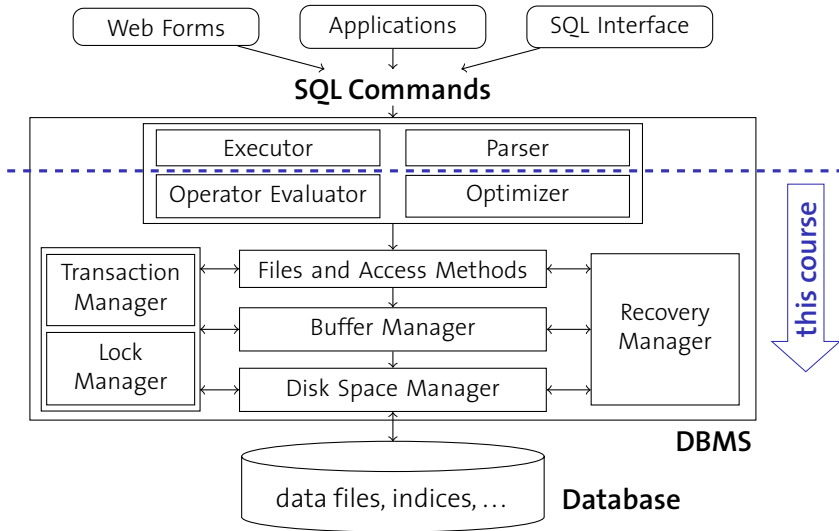 Web Forms
Applications
SQL Interface
SQL Commands
Executor
Parser
Operator Evaluator
Optimizer
this course
Transaction
Manager
Lock
Manager
Files and Access Methods
Buffer Manager
Disk Space Manager
Recovery
Manager
DBMS
data files, indices, …
Database